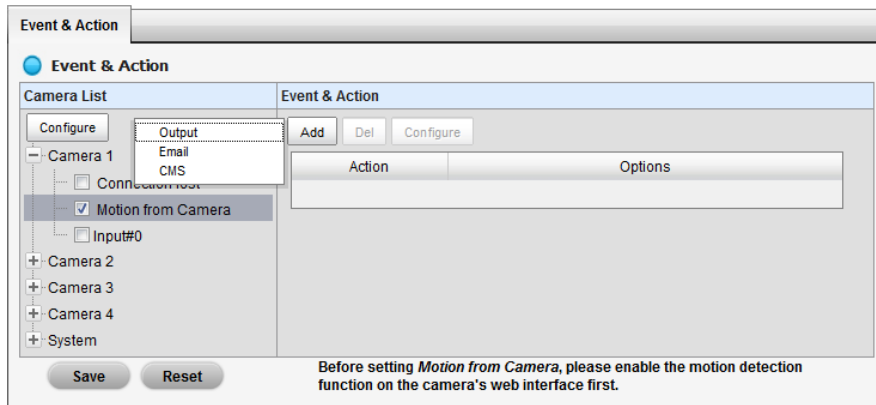 Event & Action
Event & Action
Camera List
Event & Action
Configure
Output
Email
CMS
Add
Del
Configure
Action
Options
Camera 1
Connection lost
Motion from Camera
Input#0
Camera 2
Camera 3
Camera 4
System
Save
Reset
Before setting Motion from Camera, please enable the motion detection
function on the camera's web interface first.